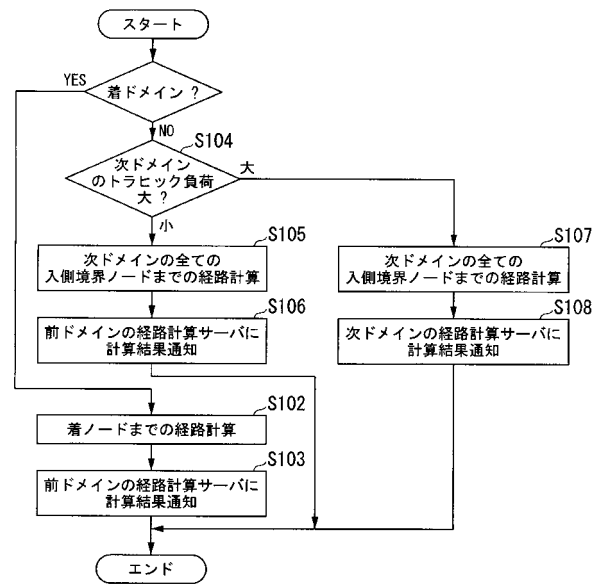 スタート
YES
着ドメイン ?
NO
S104
次ドメイン
のトラヒック負荷
大 ?
大
小
S105
次ドメインの全ての
入側境界ノードまでの経路計算
S107
次ドメインの全ての
入側境界ノードまでの経路計算
S106
前ドメインの経路計算サーバに
計算結果通知
S108
次ドメインの経路計算サーバに
計算結果通知
S102
着ノードまでの経路計算
S103
前ドメインの経路計算サーバに
計算結果通知
エンド